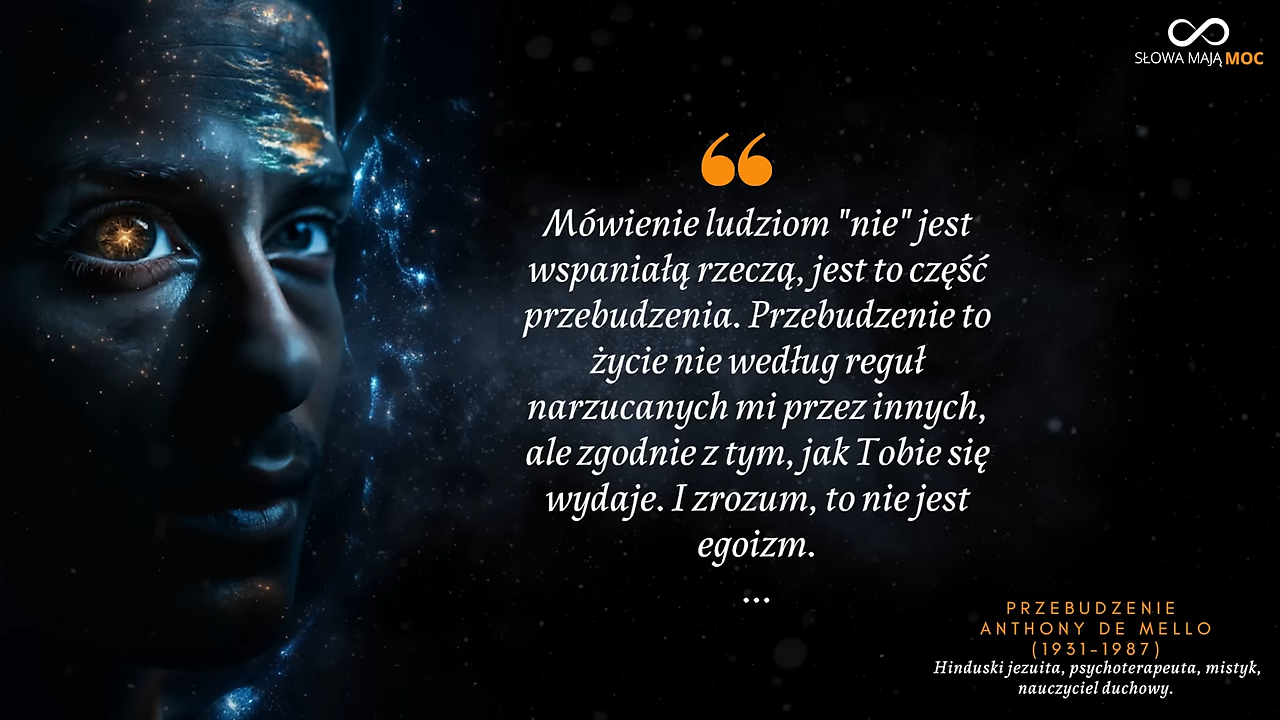 SŁOWA MAJĄ MOC
Mówienie ludziom "nie" jest
wspaniałą rzeczą, jest to część
przebudzenia. Przebudzenie to
życie nie według reguł
narzucanych mi przez innych,
ale zgodnie z tym, jak Tobie się
wydaje. I zrozum, to nie jest
egoizm.
...
PRZEBUDZENIE
ANTHONY DE MELLO
(1931-1987)
Hinduski jezuita, psychoterapeuta, mistyk,
nauczyciel duchowy.